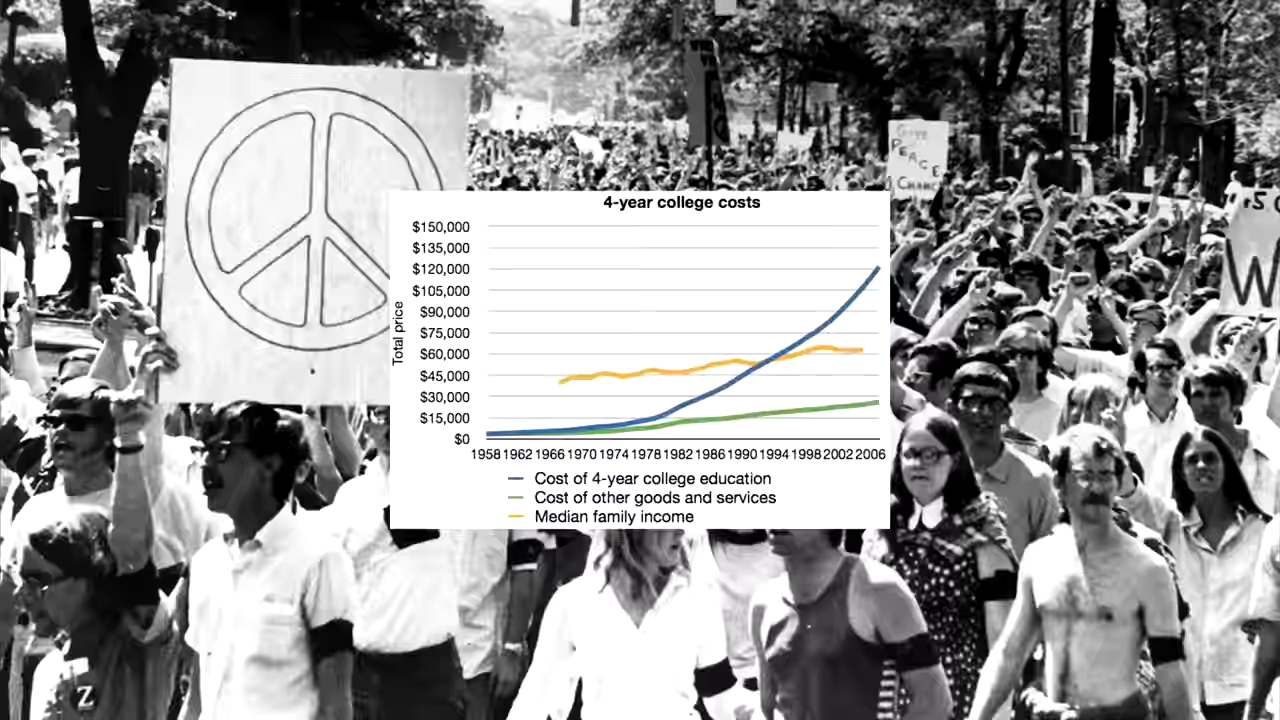 GIVE
PEACE
A
CHANCE
W
4-year college costs
Total price
$150,000
$135,000
$120,000
$105,000
$90,000
$75,000
$60,000
$45,000
$30,000
$15,000
$0
1958 1962 1966 1970 1974 1978 1982 1986 1990 1994 1998 2002 2006
Cost of 4-year college education
Cost of other goods and services
Median family income
Z